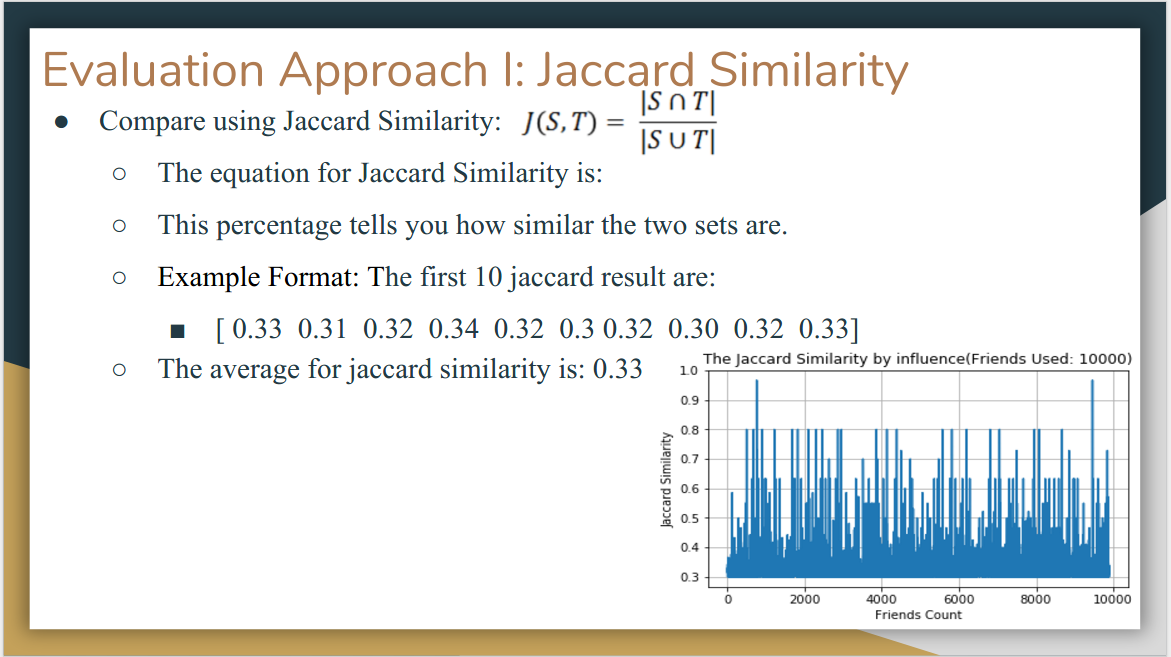 Evaluation Approach I: Jaccard Similarity
Compare using Jaccard Similarity: J(S,T) = |S ∩ T| / |S ∪ T|
The equation for Jaccard Similarity is:
This percentage tells you how similar the two sets are.
Example Format: The first 10 jaccard result are:
[ 0.33 0.31 0.32 0.34 0.32 0.3 0.32 0.30 0.32 0.33]
The average for jaccard similarity is: 0.33
The Jaccard Similarity by influence(Friends Used: 10000)
Jaccard Similarity
1.0
0.9
0.8
0.7
0.6
0.5
0.4
0.3
0 2000 4000 6000 8000 10000
Friends Count